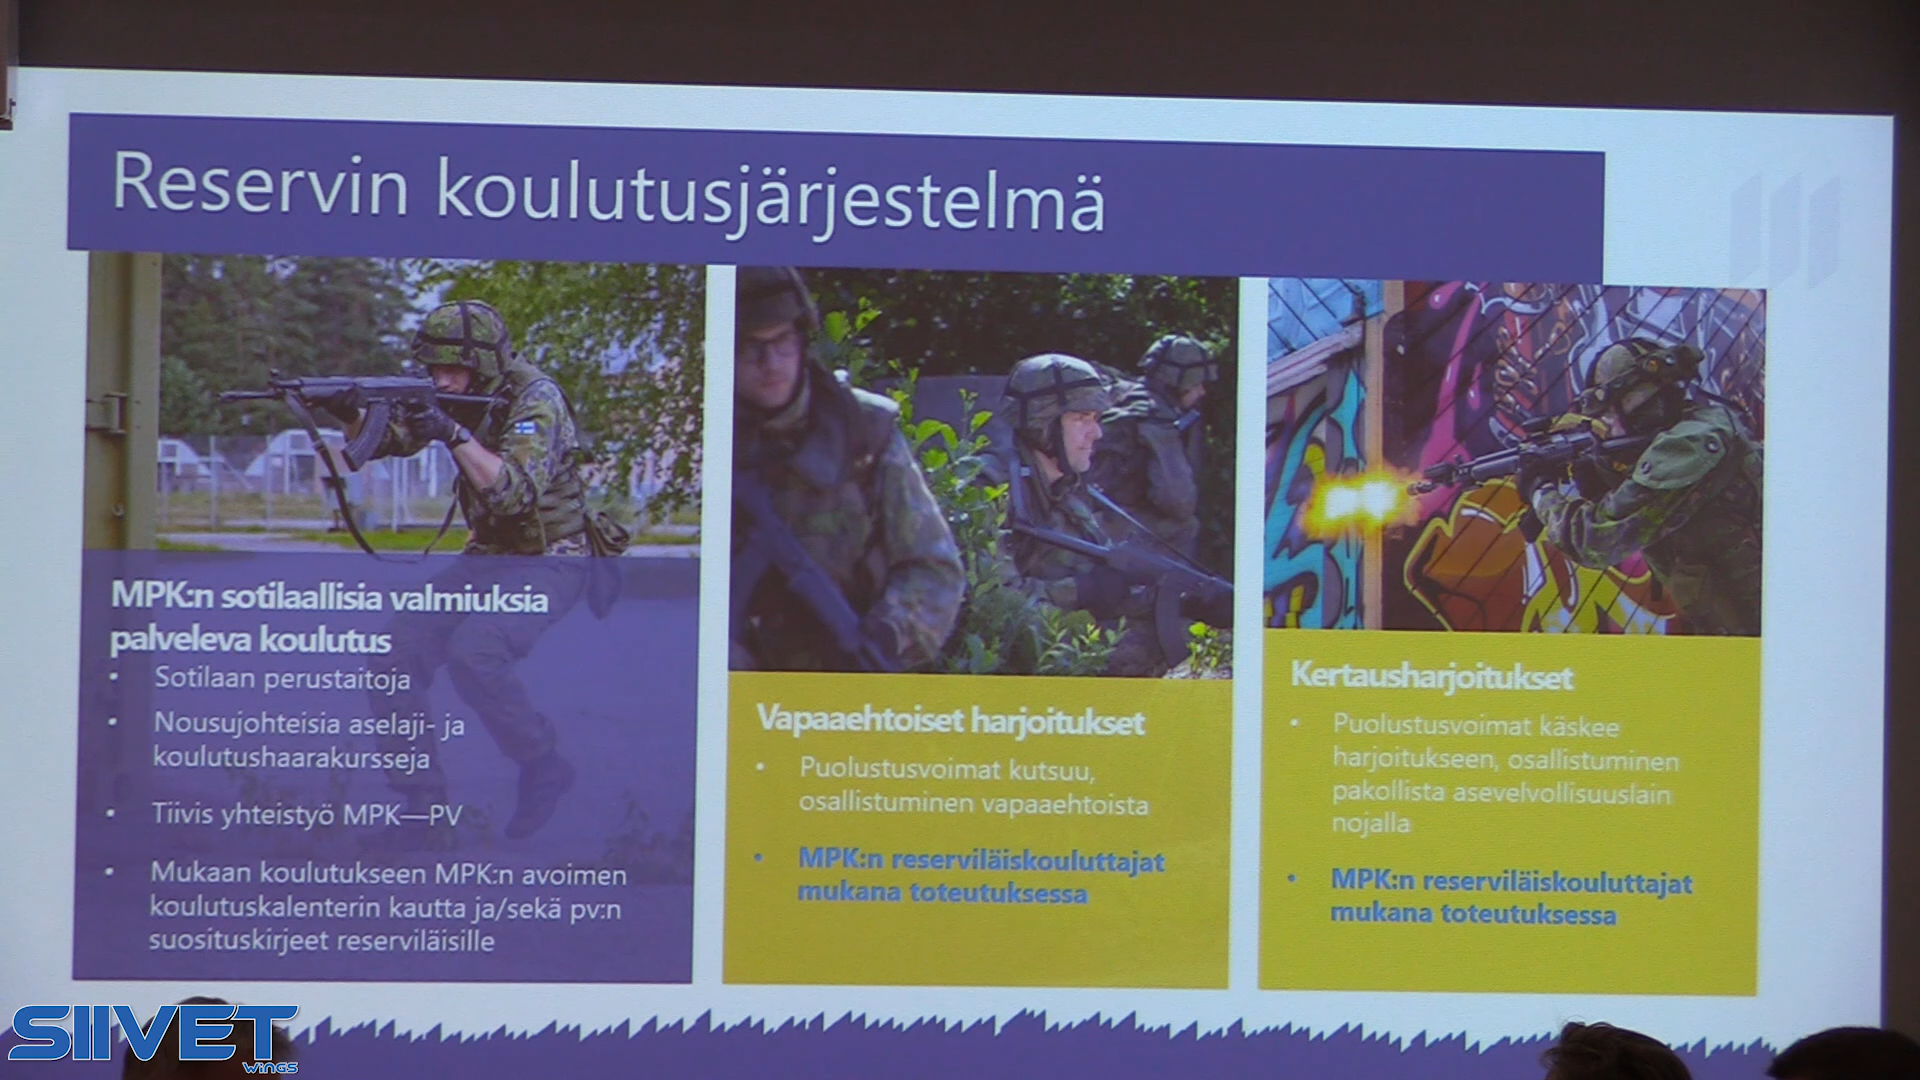 Reservin koulutusjärjestelmä
MPK:n sotilaallisia valmiuksia
palveleva koulutus
• Sotilaan perustaitoja
• Nousujohteisia aselaji- ja
koulutushaarakursseja
• Tiivis yhteistyö MPK—PV
• Mukaan koulutukseen MPK:n avoimen
koulutuskalenterin kautta ja/sekä pv:n
suosituskirjeet reserviläisille
Vapaaehtoiset harjoitukset
• Puolustusvoimat kutsuu,
osallistuminen vapaaehtoista
• MPK:n reserviläiskouluttajat
mukana toteutuksessa
Kertausharjoitukset
• Puolustusvoimat käskee
harjoitukseen, osallistuminen
pakollista asevelvollisuuslain
nojalla
• MPK:n reserviläiskouluttajat
mukana toteutuksessa
SIIVET
WINGS